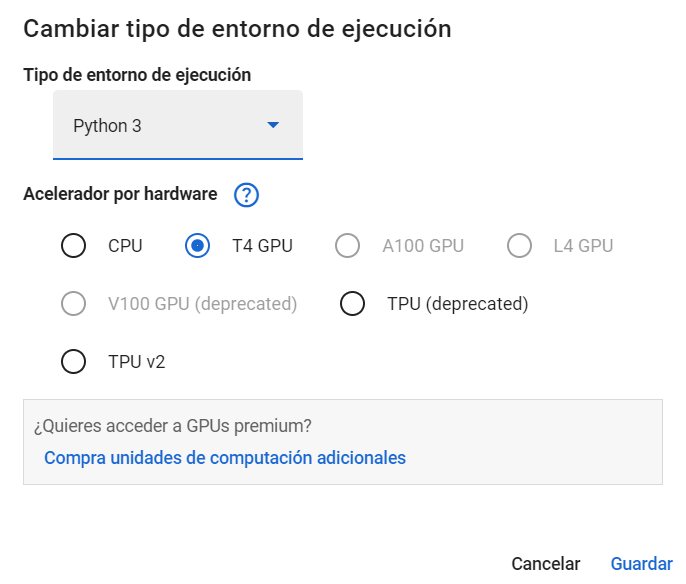 Cambiar tipo de entorno de ejecución
Tipo de entorno de ejecución
Python 3
Acelerador por hardware ?
CPU T4 GPU A100 GPU L4 GPU
V100 GPU (deprecated) TPU (deprecated)
TPU v2
¿Quieres acceder a GPUs premium?
Compra unidades de computación adicionales
Cancelar Guardar